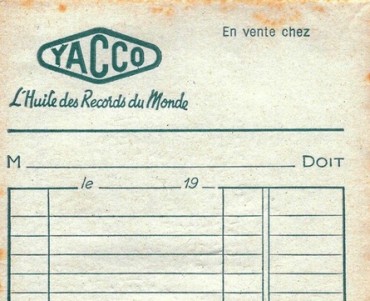 YACCO
En vente chez
L'Huile des Records du Monde
M DOIT
le 19